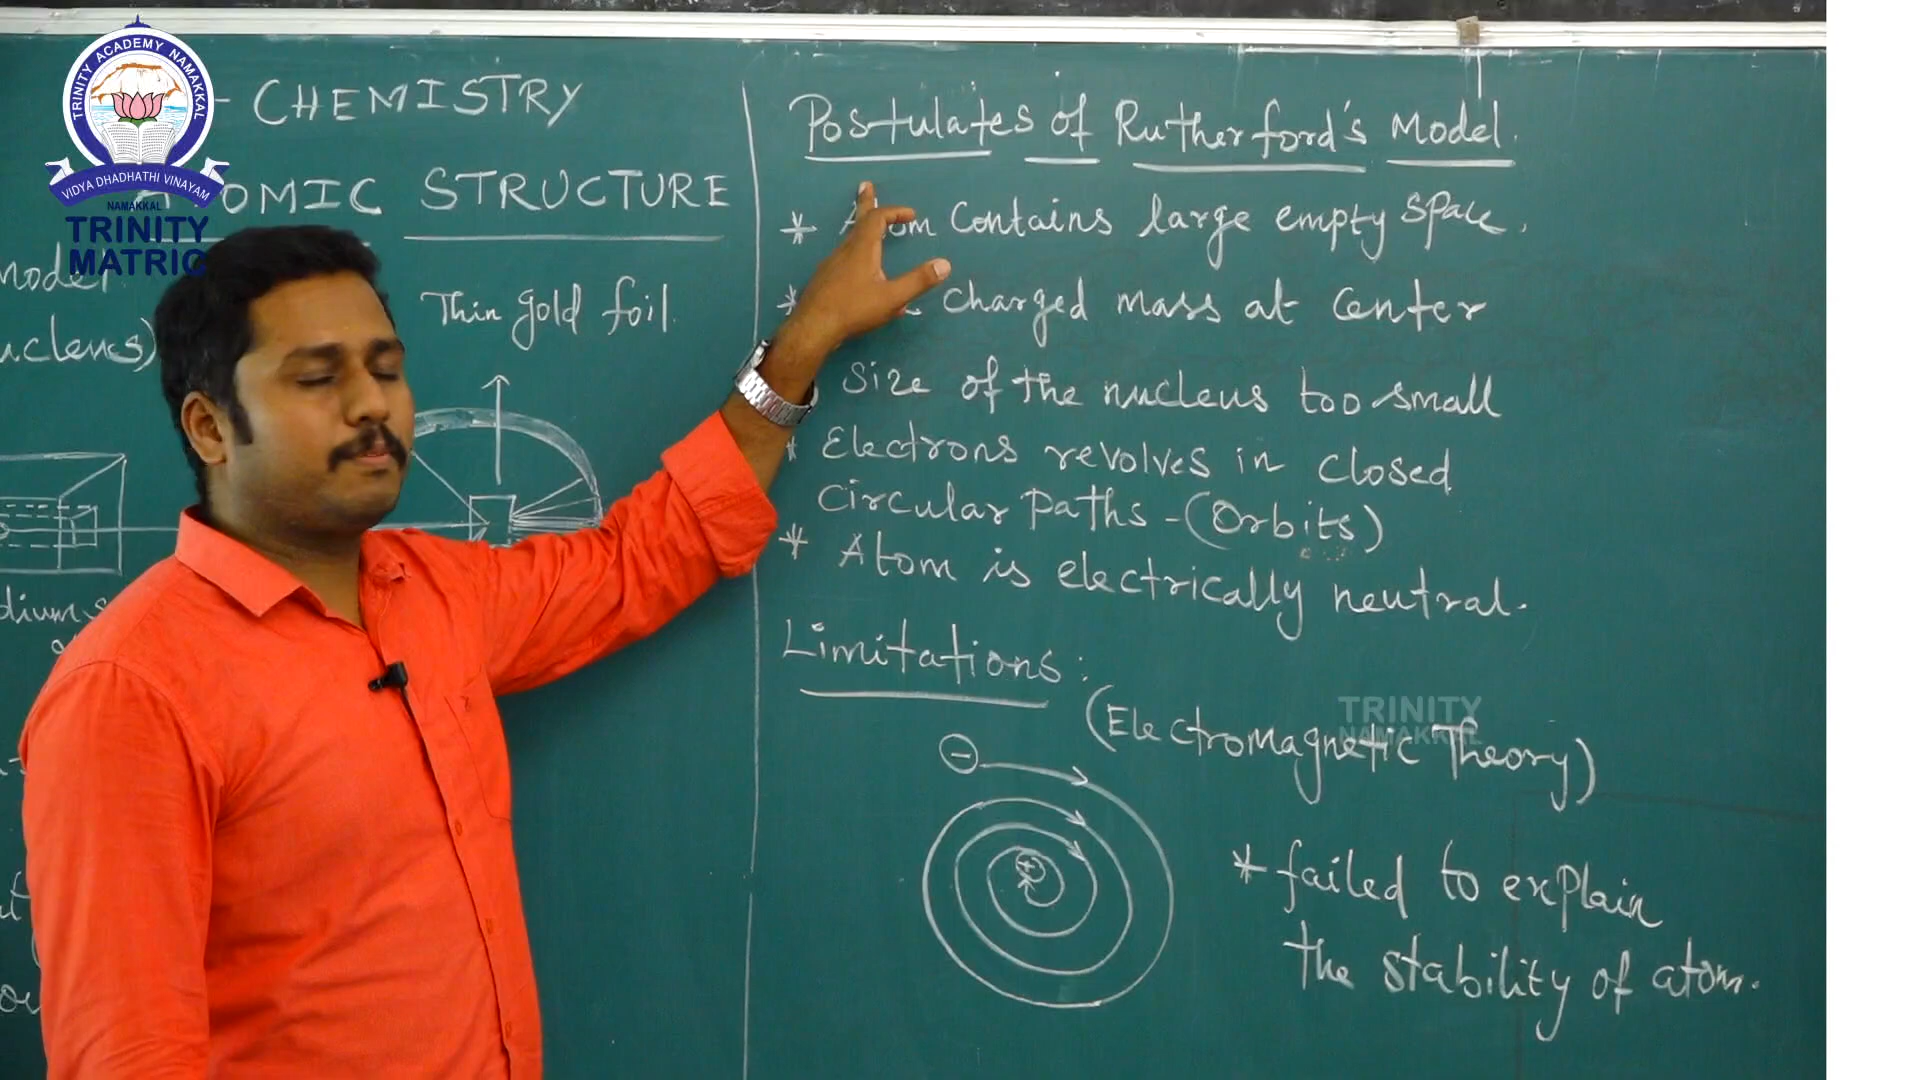 TRINITY ACADEMY NAMAKKAL
VIDYA DHADHATHI VINAYAM
NAMAKKAL
TRINITY
MATRIC
- CHEMISTRY
STRUCTURE
Thin gold foil.
Postulates of Rutherford's Model.
* Atom Contains large empty space.
* charged mass at center
Size of the nucleus too small
* Electrons revolves in closed
Circular paths - (Orbits)
* Atom is electrically neutral.
Limitations:
(Electromagnetic Theory)
TRINITY
NAMAKKAL
−
+
* failed to explain
the stability of atom.